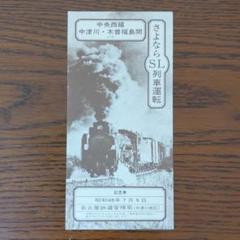 さよなら
SL列車運転
中央西線
中津川・木曽福島間
記念券
昭和48年7月8日
名古屋鉄道管理局